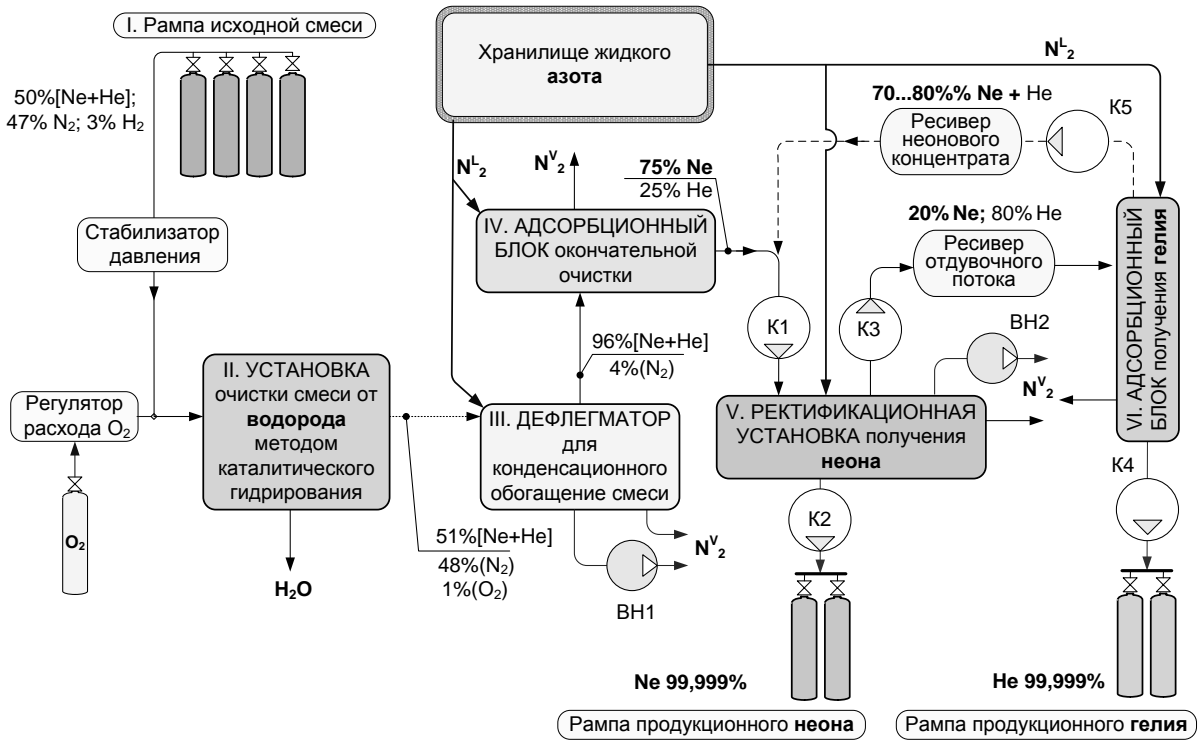 I. Рампа исходной смеси
50%[Ne+He];
47% N₂; 3% H₂
Стабилизатор
давления
Регулятор
расхода O₂
O₂
II. УСТАНОВКА
очистки смеси от
водорода
методом
каталитического
гидрирования
H₂O
51%[Ne+He]
48%(N₂)
1%(O₂)
Хранилище жидкого
азота
Nᴸ₂
Nⱽ₂
75% Ne
25% He
IV. АДСОРБЦИОННЫЙ
БЛОК окончательной
очистки
96%[Ne+He]
4%(N₂)
III. ДЕФЛЕГМАТОР
для
конденсационного
обогащение смеси
Nⱽ₂
ВН1
Nᴸ₂
70...80%% Ne + He
Ресивер
неонового
концентрата
К5
20% Ne; 80% He
Ресивер
отдувочного
потока
К1
К3
ВН2
Nⱽ₂
V. РЕКТИФИКАЦИОННАЯ
УСТАНОВКА получения
неона
VI. АДСОРБЦИОННЫЙ
БЛОК получения гелия
К4
К2
Ne 99,999%
He 99,999%
Рампа продукционного неона
Рампа продукционного гелия